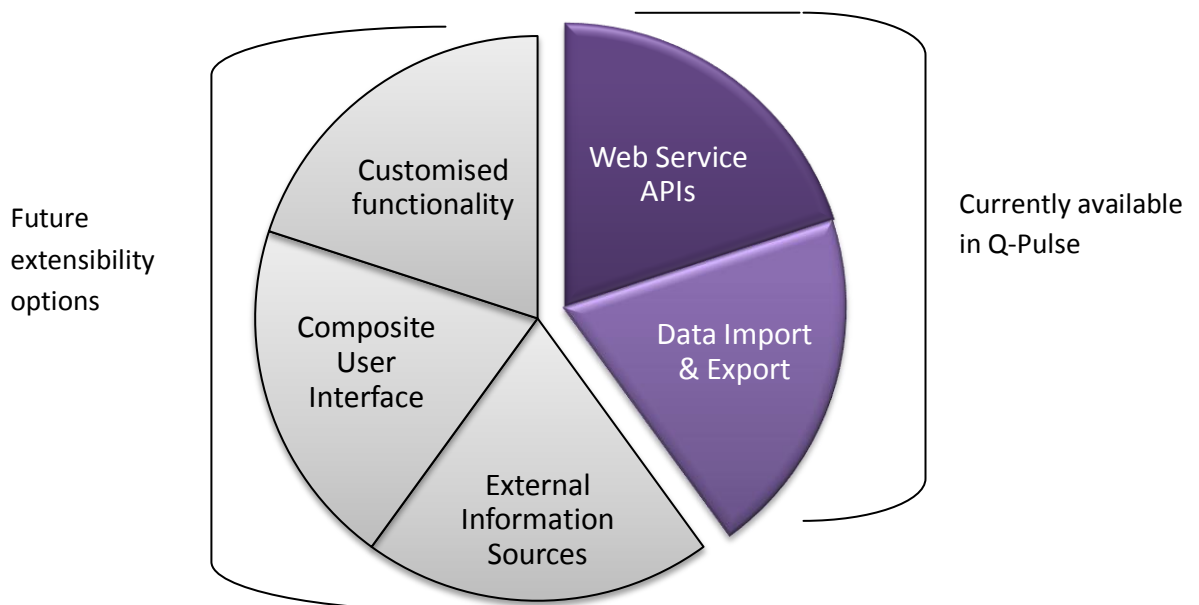 Future
extensibility
options
Customised
functionality
Composite
User
Interface
External
Information
Sources
Web Service
APIs
Data Import
& Export
Currently available
in Q-Pulse